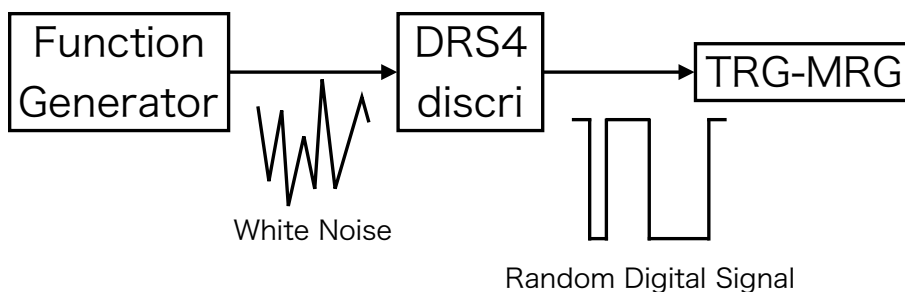 Function
Generator
DRS4
discri
TRG-MRG
White Noise
Random Digital Signal